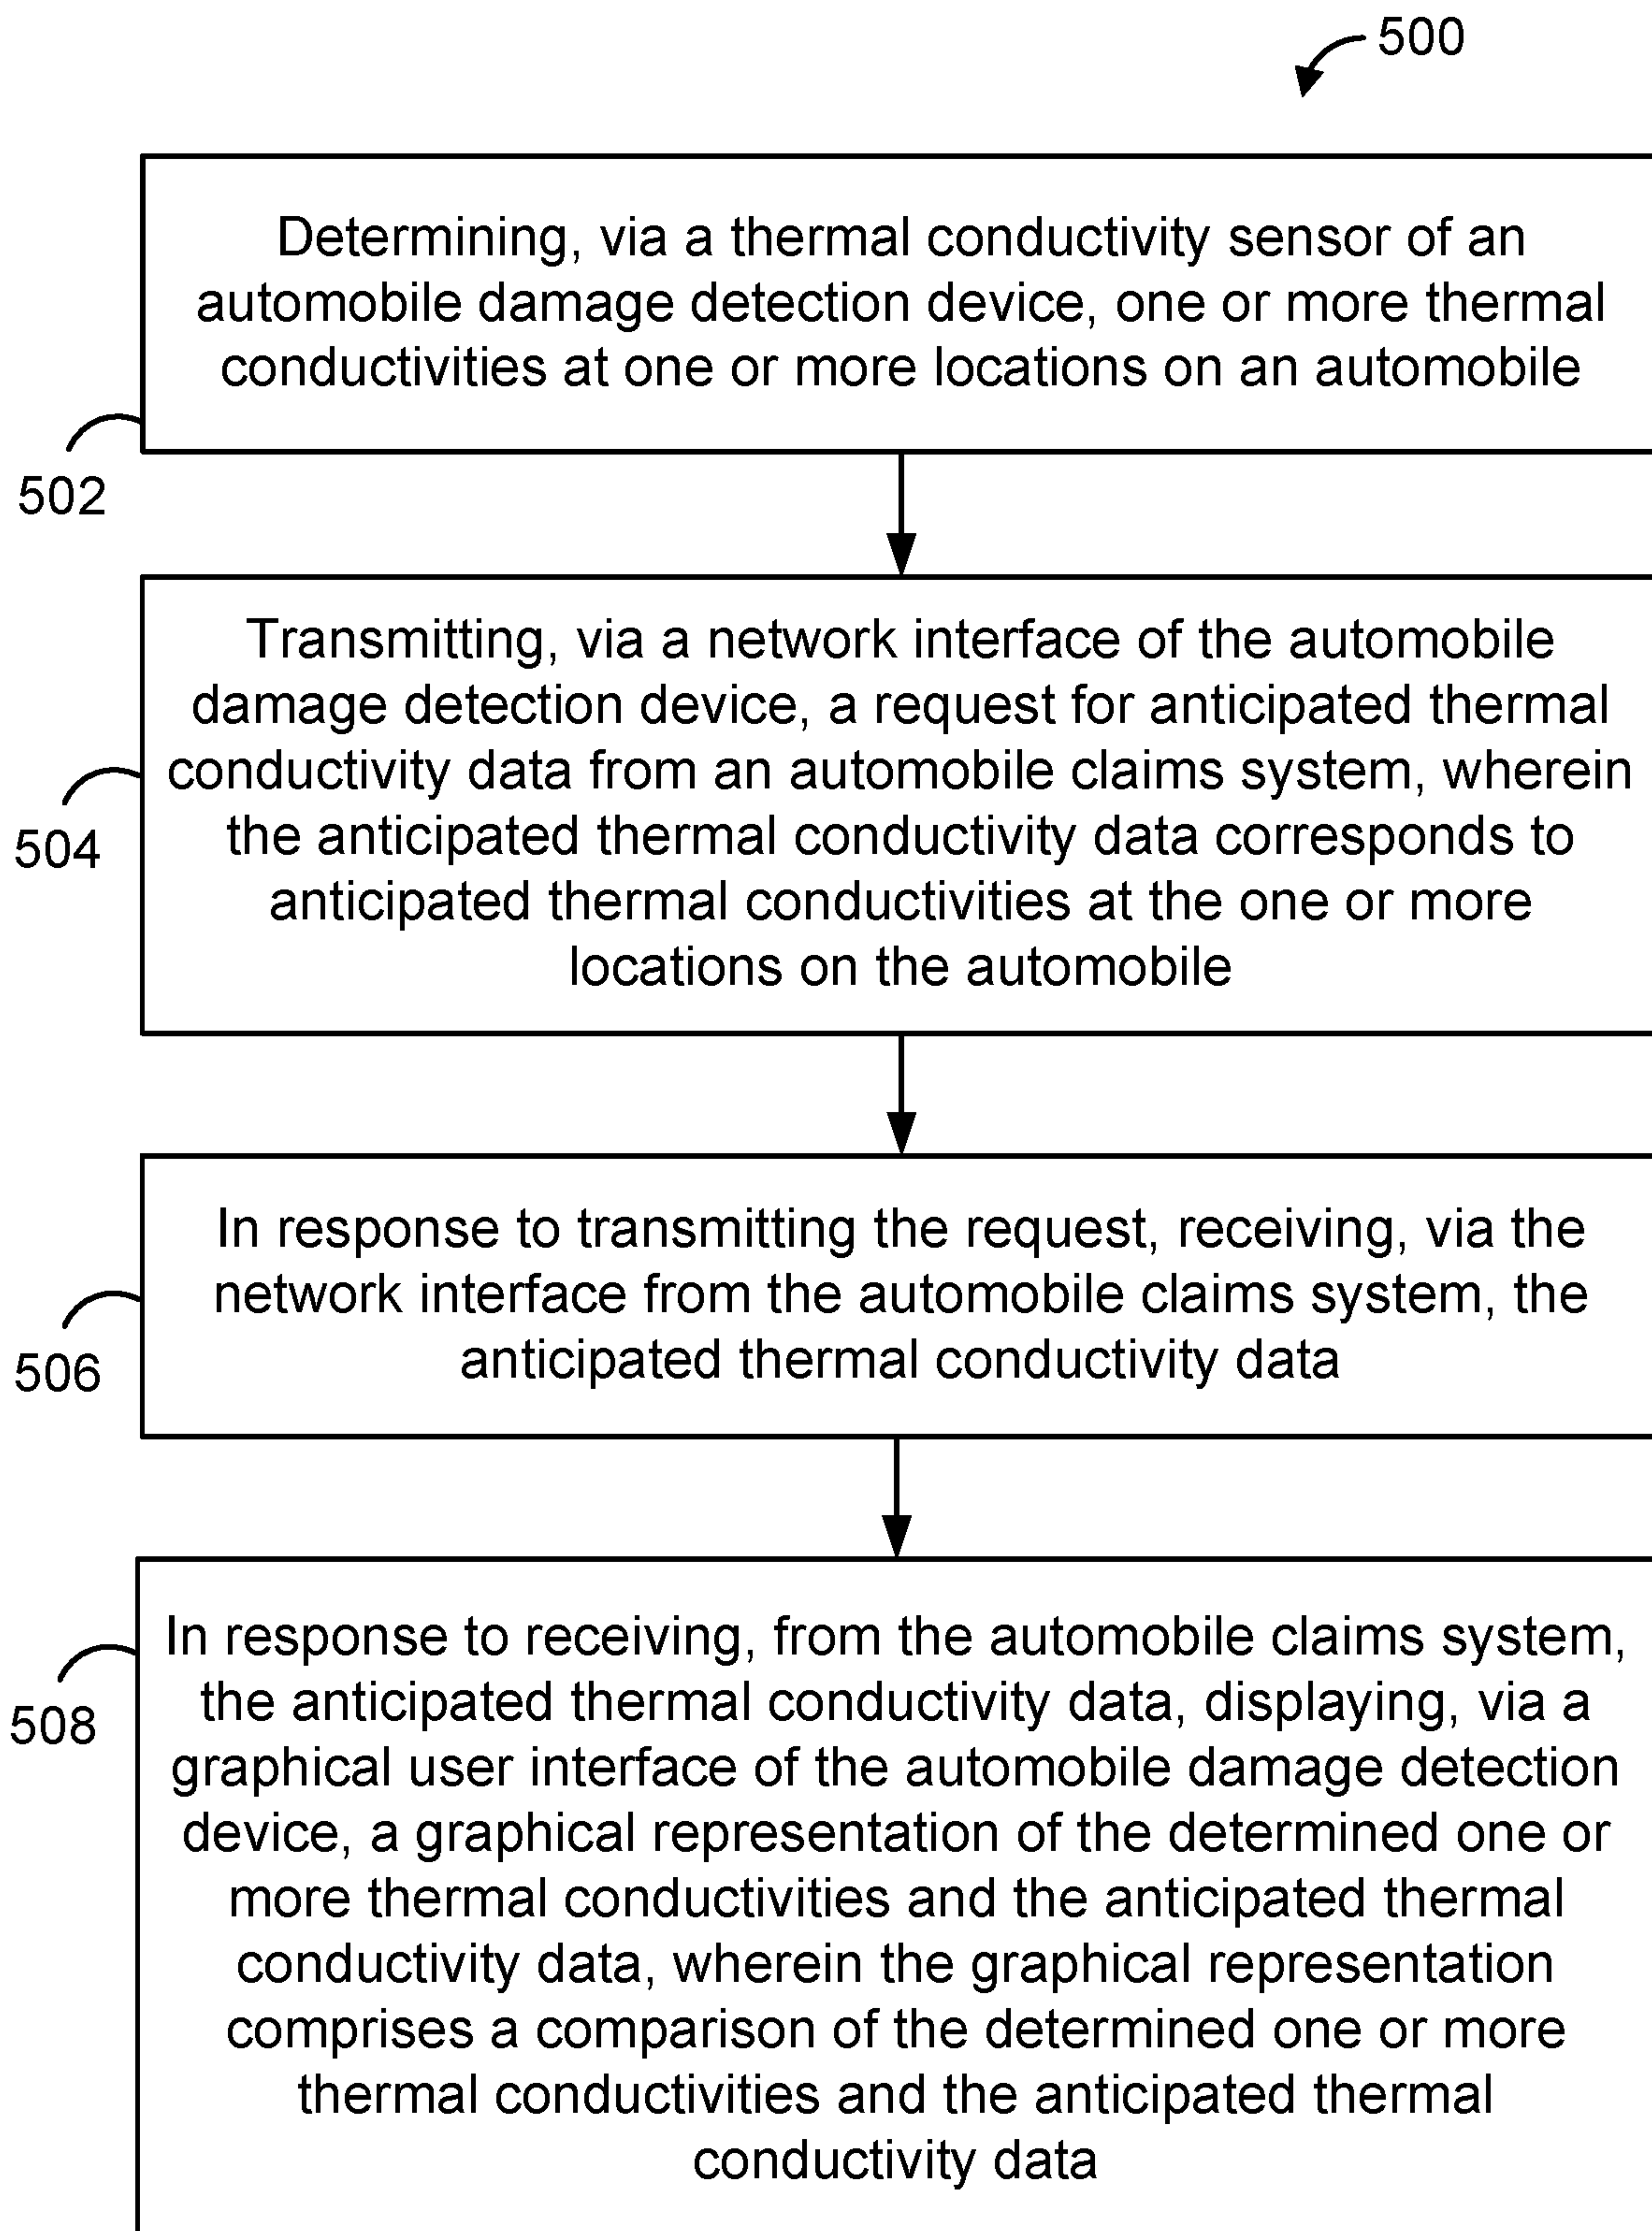 500
Determining, via a thermal conductivity sensor of an
automobile damage detection device, one or more thermal
conductivities at one or more locations on an automobile
502
Transmitting, via a network interface of the automobile
damage detection device, a request for anticipated thermal
conductivity data from an automobile claims system, wherein
the anticipated thermal conductivity data corresponds to
anticipated thermal conductivities at the one or more
locations on the automobile
504
In response to transmitting the request, receiving, via the
network interface from the automobile claims system, the
anticipated thermal conductivity data
506
In response to receiving, from the automobile claims system,
the anticipated thermal conductivity data, displaying, via a
graphical user interface of the automobile damage detection
device, a graphical representation of the determined one or
more thermal conductivities and the anticipated thermal
conductivity data, wherein the graphical representation
comprises a comparison of the determined one or more
thermal conductivities and the anticipated thermal
conductivity data
508